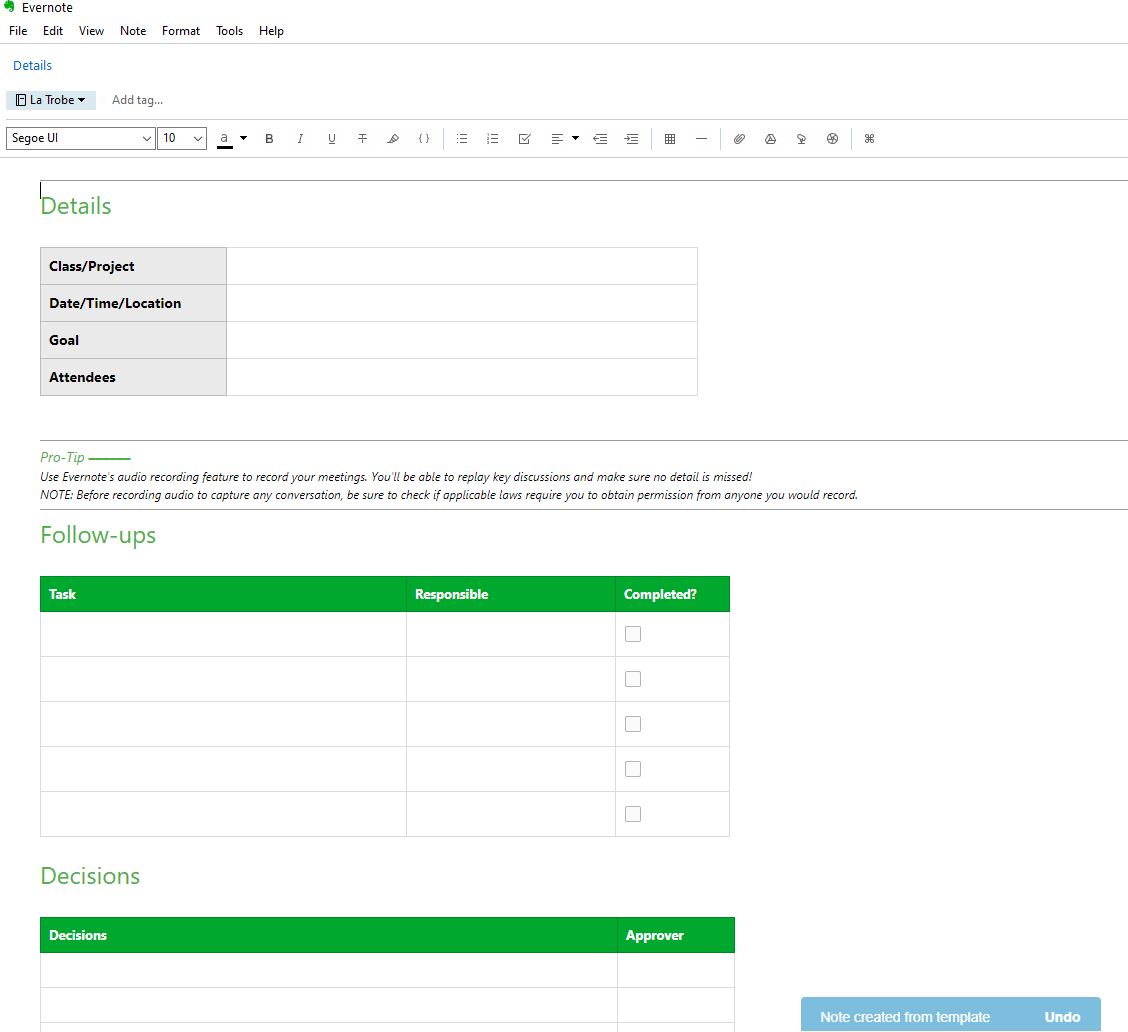 Evernote
File Edit View Note Format Tools Help
Details
La Trobe Add tag...
Segoe UI 10 a B I U T { }
Details
Class/Project
Date/Time/Location
Goal
Attendees
Pro-Tip
Use Evernote's audio recording feature to record your meetings. You'll be able to replay key discussions and make sure no detail is missed!
NOTE: Before recording audio to capture any conversation, be sure to check if applicable laws require you to obtain permission from anyone you would record.
Follow-ups
Task Responsible Completed?
Decisions
Decisions Approver
Note created from template Undo